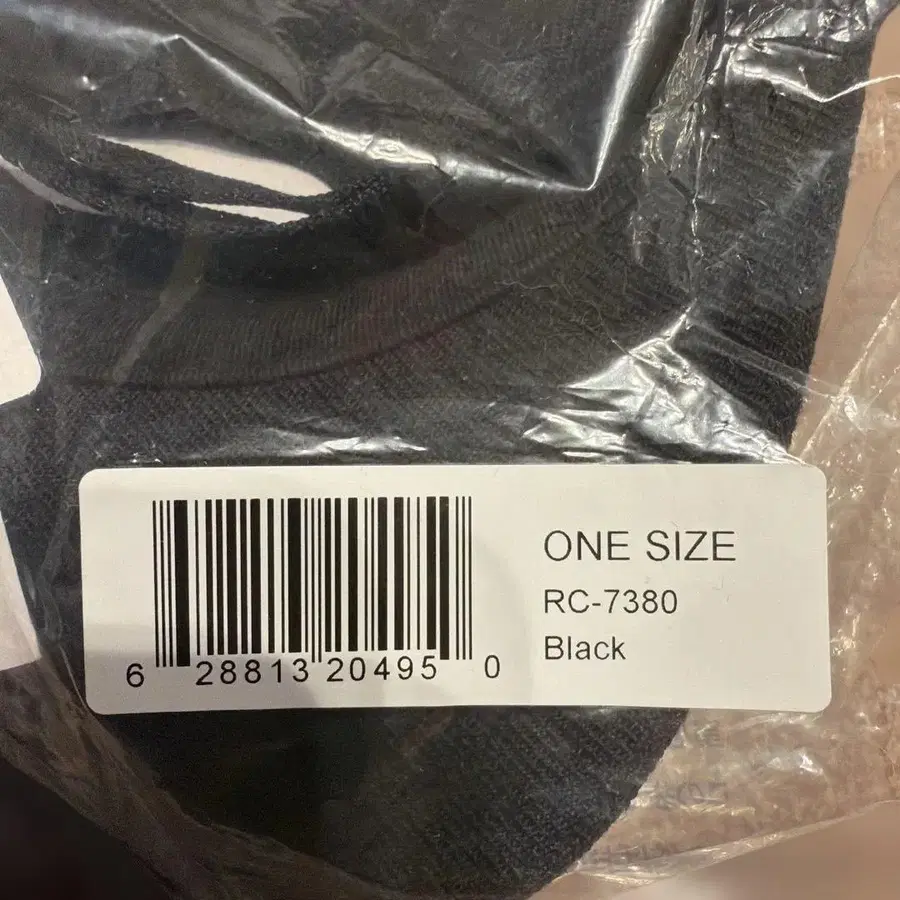 ONE SIZE
RC-7380
Black
6 28813 20495 0